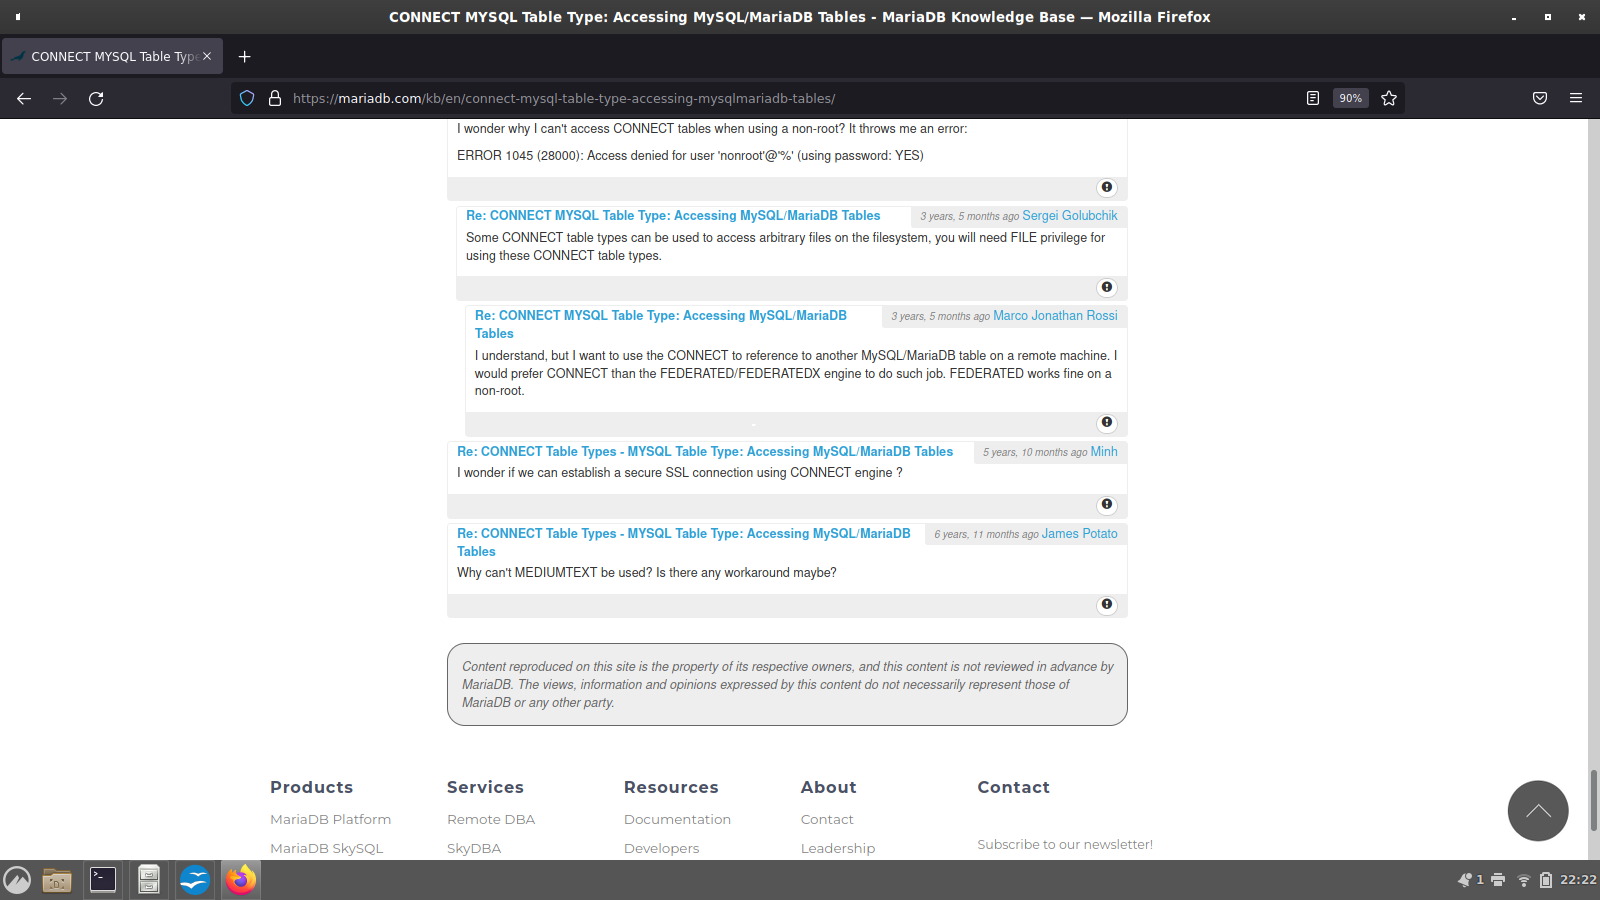 CONNECT MYSQL Table Type: Accessing MySQL/MariaDB Tables - MariaDB Knowledge Base — Mozilla Firefox
CONNECT MYSQL Table Type
https://mariadb.com/kb/en/connect-mysql-table-type-accessing-mysqlmariadb-tables/
90%
I wonder why I can't access CONNECT tables when using a non-root? It throws me an error:
ERROR 1045 (28000): Access denied for user 'nonroot'@'%' (using password: YES)
Re: CONNECT MYSQL Table Type: Accessing MySQL/MariaDB Tables
3 years, 5 months ago Sergei Golubchik
Some CONNECT table types can be used to access arbitrary files on the filesystem, you will need FILE privilege for
using these CONNECT table types.
Re: CONNECT MYSQL Table Type: Accessing MySQL/MariaDB
Tables
3 years, 5 months ago Marco Jonathan Rossi
I understand, but I want to use the CONNECT to reference to another MySQL/MariaDB table on a remote machine. I
would prefer CONNECT than the FEDERATED/FEDERATEDX engine to do such job. FEDERATED works fine on a
non-root.
Re: CONNECT Table Types - MYSQL Table Type: Accessing MySQL/MariaDB Tables
5 years, 10 months ago Minh
I wonder if we can establish a secure SSL connection using CONNECT engine ?
Re: CONNECT Table Types - MYSQL Table Type: Accessing MySQL/MariaDB
Tables
6 years, 11 months ago James Potato
Why can't MEDIUMTEXT be used? Is there any workaround maybe?
Content reproduced on this site is the property of its respective owners, and this content is not reviewed in advance by
MariaDB. The views, information and opinions expressed by this content do not necessarily represent those of
MariaDB or any other party.
Products
MariaDB Platform
MariaDB SkySQL
Services
Remote DBA
SkyDBA
Resources
Documentation
Developers
About
Contact
Leadership
Contact
Subscribe to our newsletter!
1
22:22